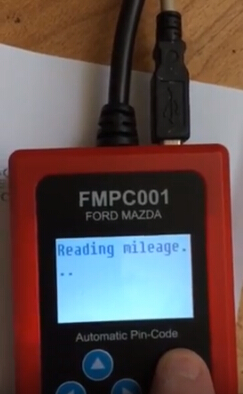 FMPC001
FORD MAZDA
Reading mileage.
..
Automatic Pin-Code